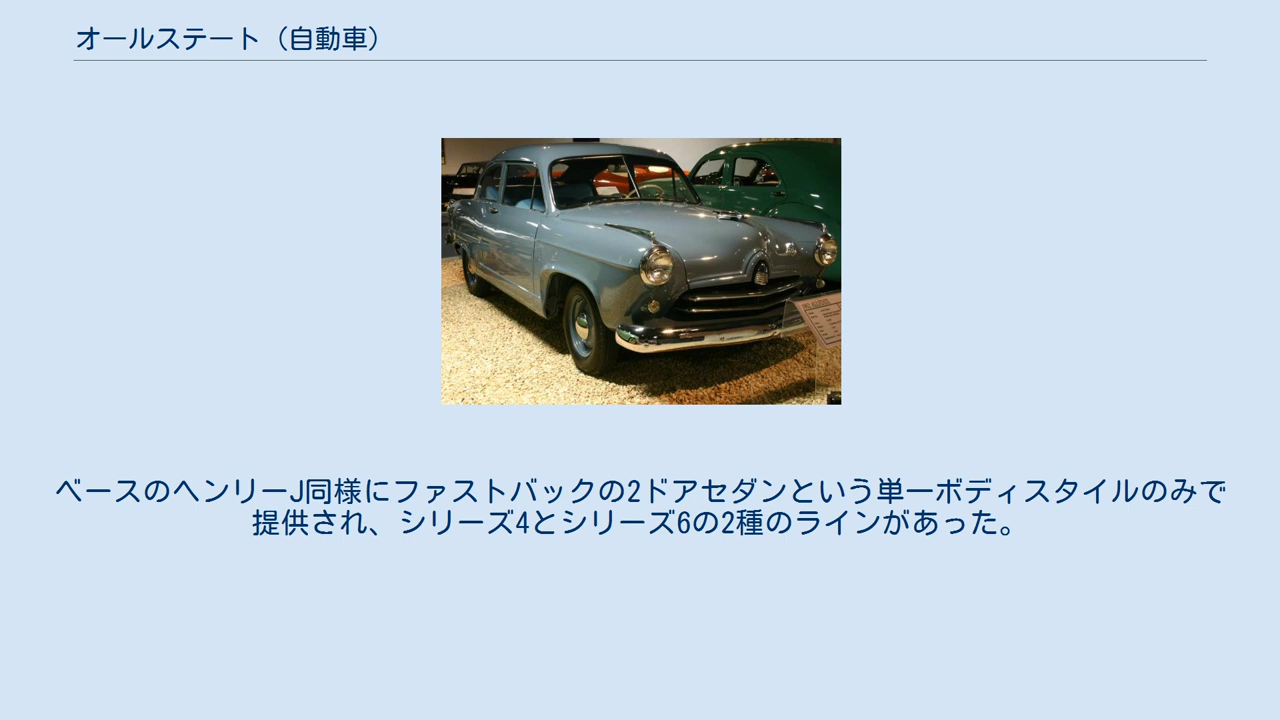 オールステート（自動車）
ベースのヘンリーJ同様にファストバックの2ドアセダンという単一ボディスタイルのみで
提供され、シリーズ4とシリーズ6の2種のラインがあった。